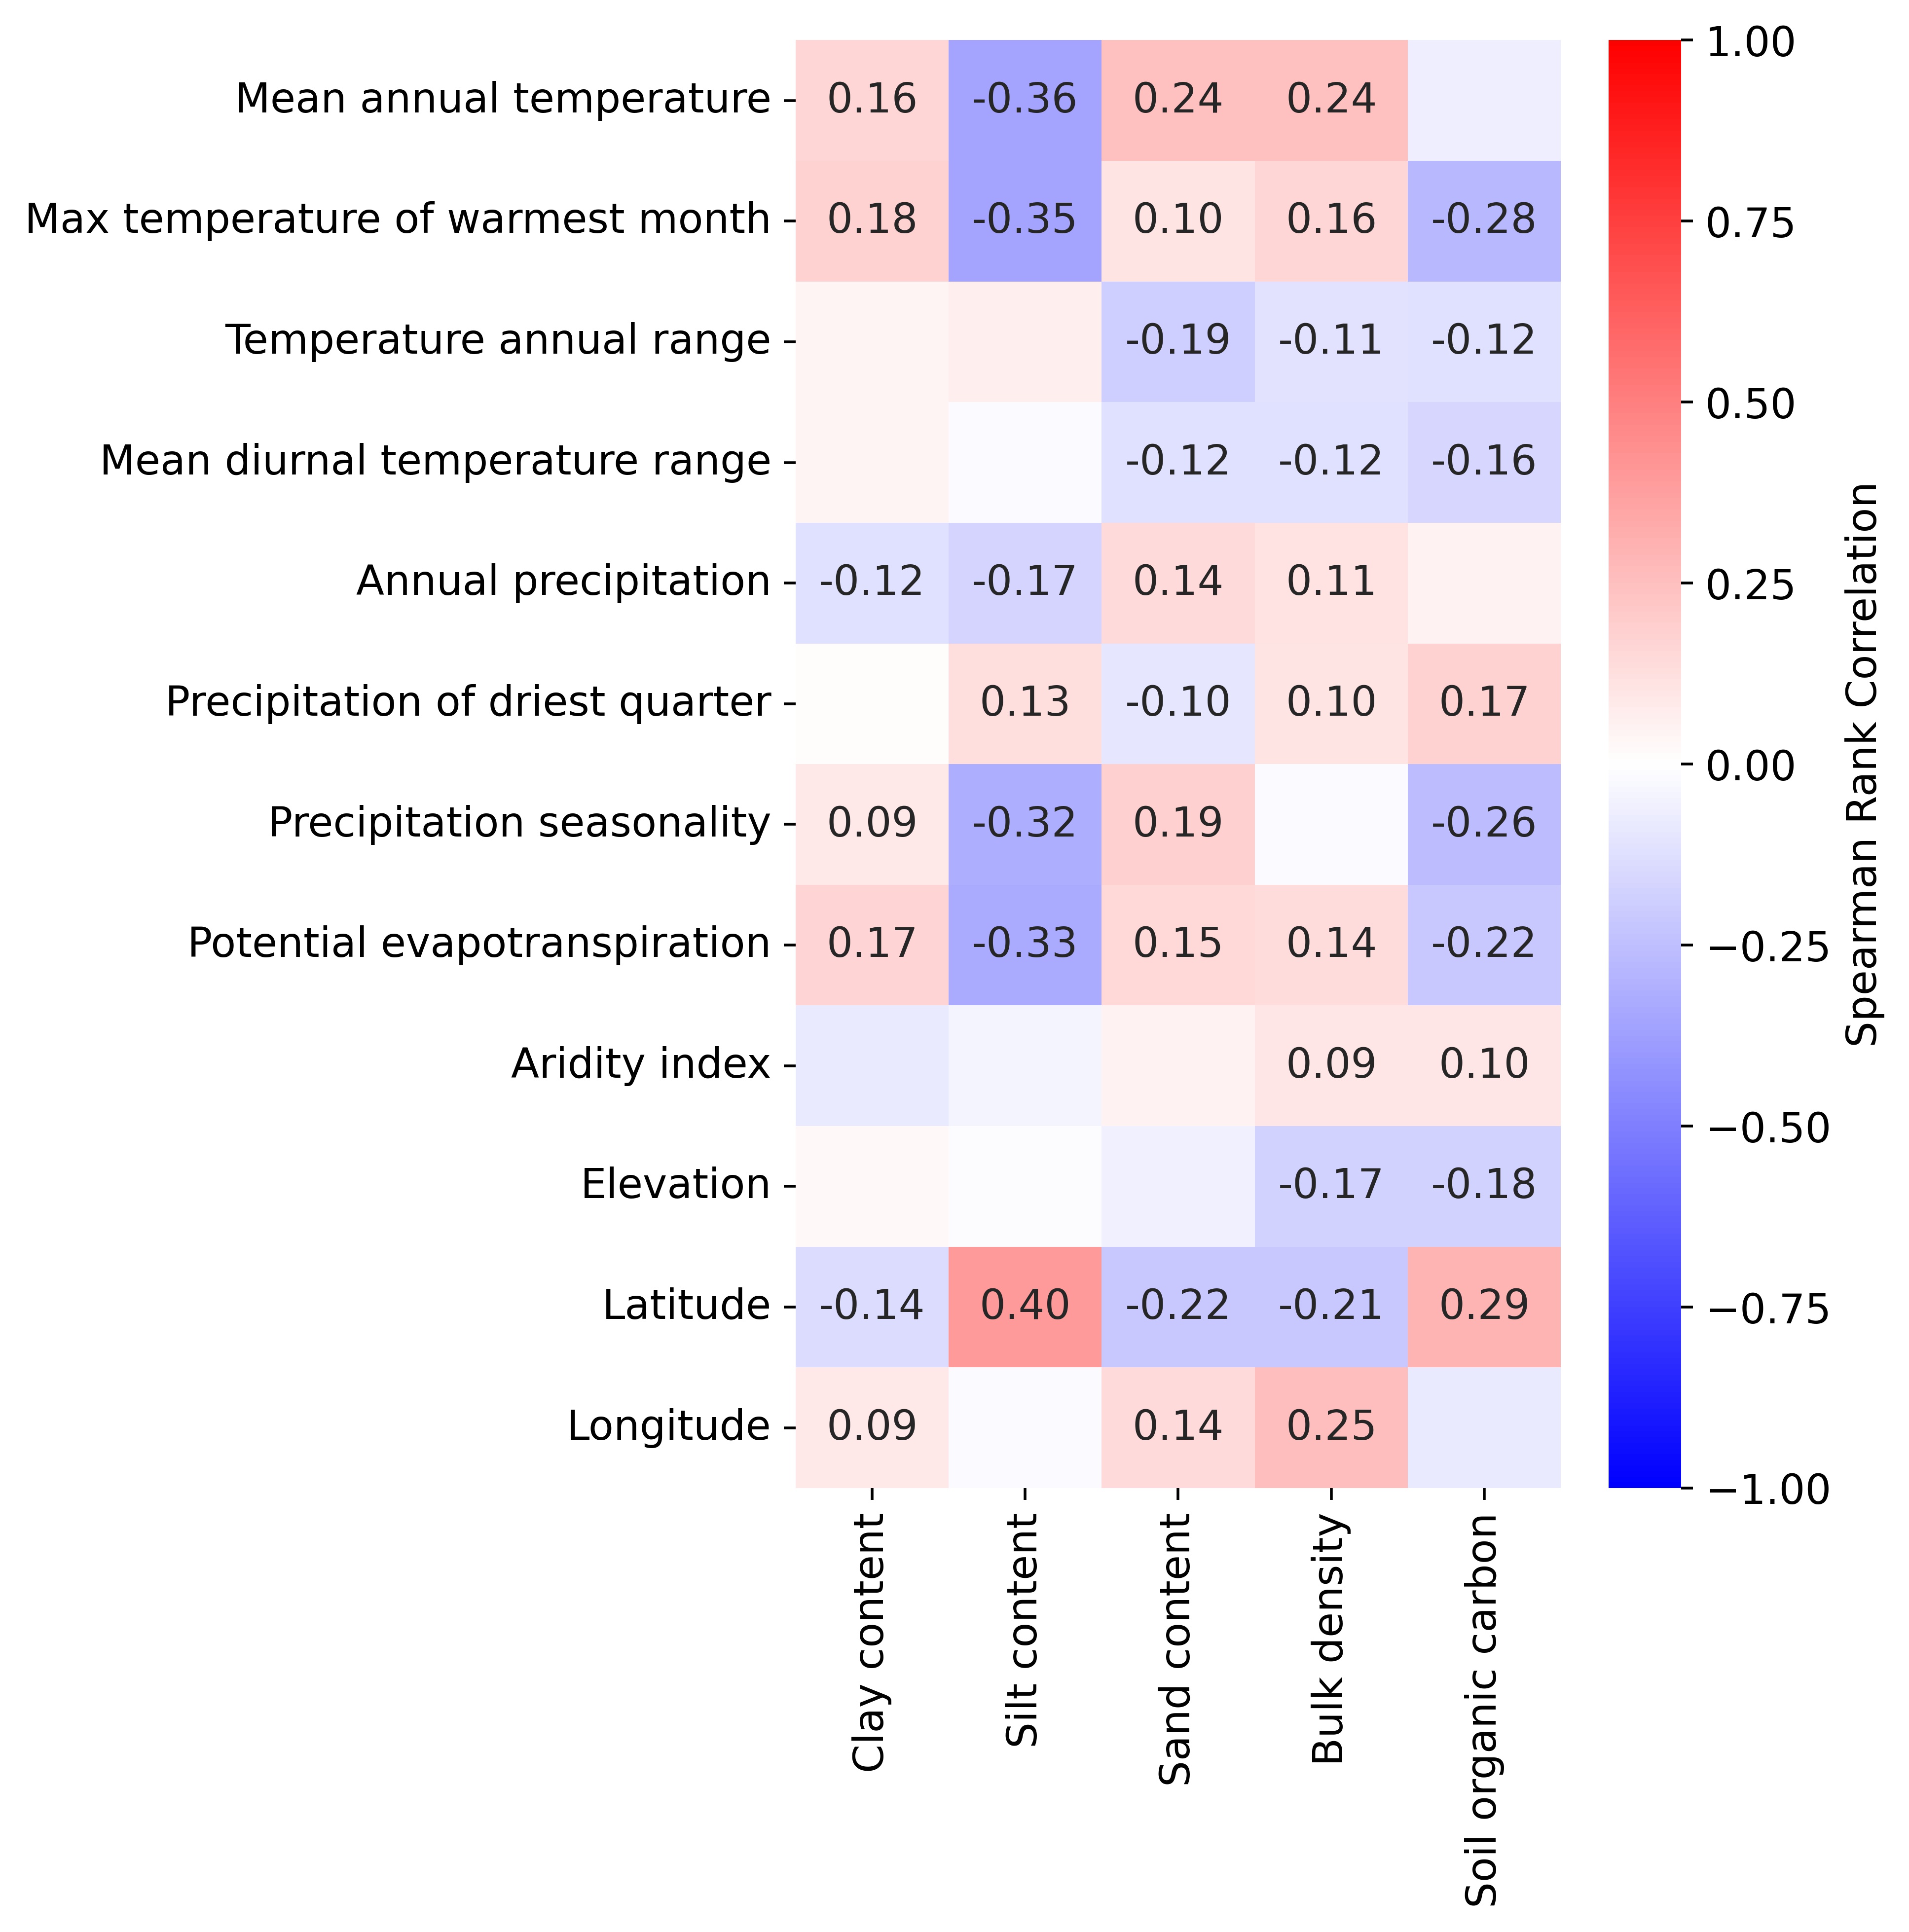 Mean annual temperature 0.16 -0.36 0.24 0.24
Max temperature of warmest month 0.18 -0.35 0.10 0.16 -0.28
Temperature annual range -0.19 -0.11 -0.12
Mean diurnal temperature range -0.12 -0.12 -0.16
Annual precipitation -0.12 -0.17 0.14 0.11
Precipitation of driest quarter 0.13 -0.10 0.10 0.17
Precipitation seasonality 0.09 -0.32 0.19 -0.26
Potential evapotranspiration 0.17 -0.33 0.15 0.14 -0.22
Aridity index 0.09 0.10
Elevation -0.17 -0.18
Latitude -0.14 0.40 -0.22 -0.21 0.29
Longitude 0.09 0.14 0.25
Clay content
Silt content
Sand content
Bulk density
Soil organic carbon
1.00
0.75
0.50
0.25
0.00
−0.25
−0.50
−0.75
−1.00
Spearman Rank Correlation